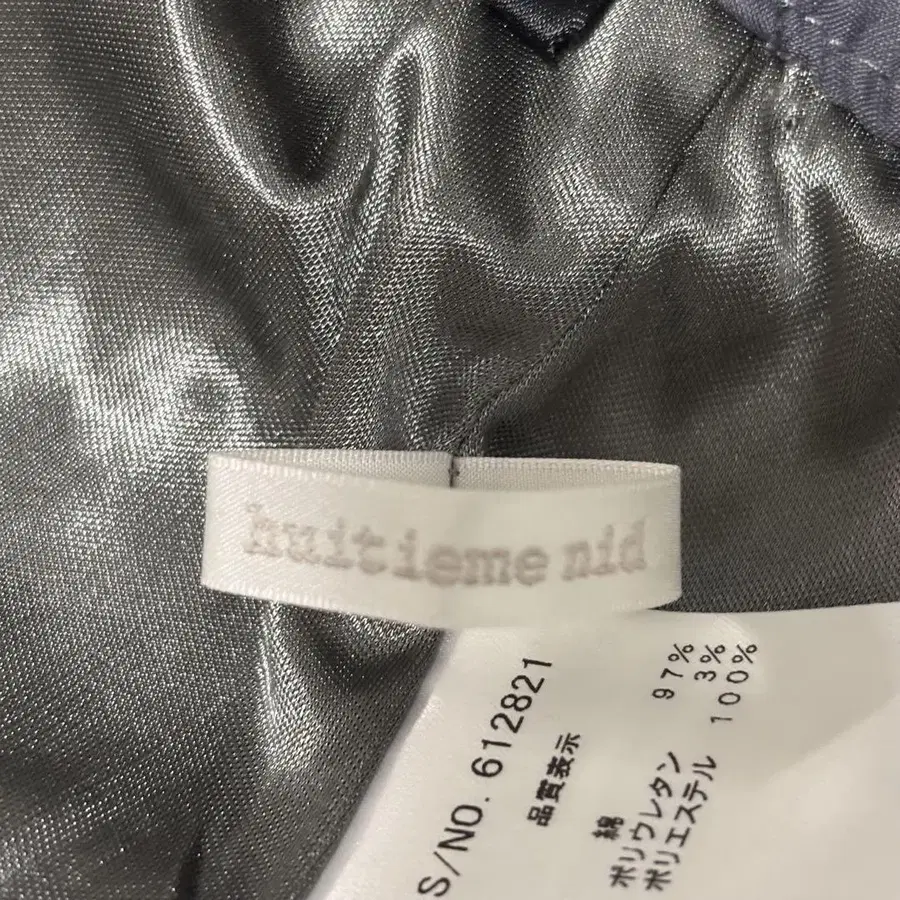 huitieme nid
S/NO. 612821
品質表示
綿 97%
ポリウレタン 3%
ポリエステル 100%